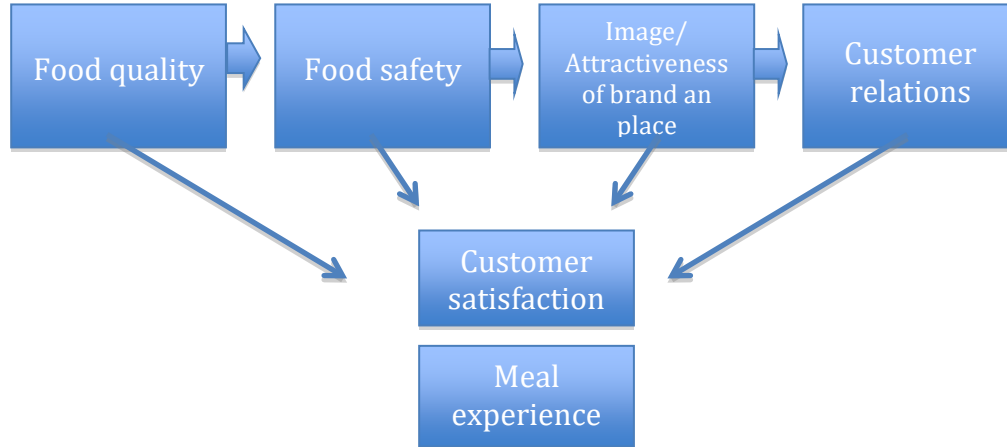 Food quality
Food safety
Image/
Attractiveness
of brand an
place
Customer
relations
Customer
satisfaction
Meal
experience